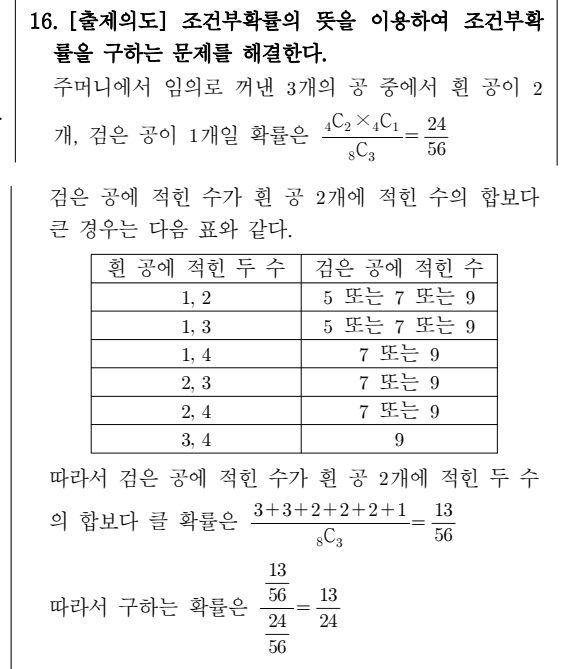 16. [출제의도] 조건부확률의 뜻을 이용하여 조건부확
률을 구하는 문제를 해결한다.
주머니에서 임의로 꺼낸 3개의 공 중에서 흰 공이 2
개, 검은 공이 1개일 확률은 ₄C₂×₄C₁/₈C₃ = 24/56
검은 공에 적힌 수가 흰 공 2개에 적힌 수의 합보다
큰 경우는 다음 표와 같다.
흰 공에 적힌 두 수 | 검은 공에 적힌 수
1, 2 | 5 또는 7 또는 9
1, 3 | 5 또는 7 또는 9
1, 4 | 7 또는 9
2, 3 | 7 또는 9
2, 4 | 7 또는 9
3, 4 | 9
따라서 검은 공에 적힌 수가 흰 공 2개에 적힌 두 수
의 합보다 클 확률은 3+3+2+2+2+1/₈C₃ = 13/56
따라서 구하는 확률은 (13/56)/(24/56) = 13/24